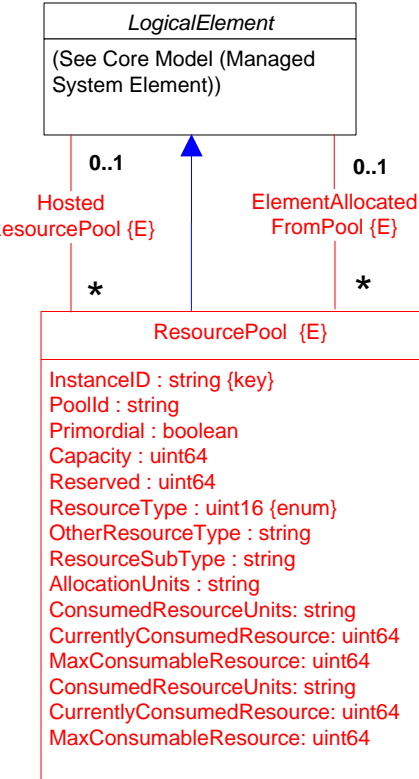 LogicalElement
(See Core Model (Managed
System Element))
0..1
0..1
Hosted
esourcePool {E}
ElementAllocated
FromPool {E}
*
*
ResourcePool {E}
InstanceID : string {key}
PoolId : string
Primordial : boolean
Capacity : uint64
Reserved : uint64
ResourceType : uint16 {enum}
OtherResourceType : string
ResourceSubType : string
AllocationUnits : string
ConsumedResourceUnits: string
CurrentlyConsumedResource: uint64
MaxConsumableResource: uint64
ConsumedResourceUnits: string
CurrentlyConsumedResource: uint64
MaxConsumableResource: uint64